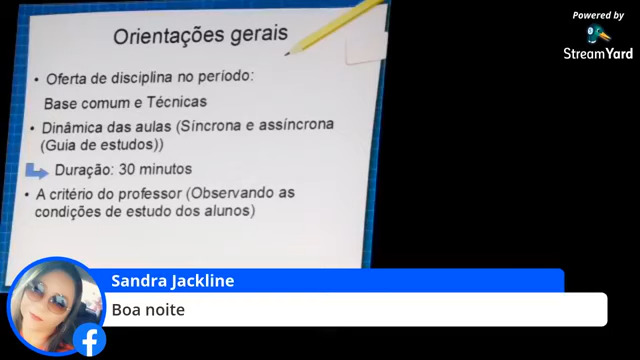 Powered by
StreamYard
Orientações gerais
• Oferta de disciplina no período:
Base comum e Técnicas
• Dinâmica das aulas (Síncrona e assíncrona
(Guia de estudos))
Duração: 30 minutos
• A critério do professor (Observando as
condições de estudo dos alunos)
Sandra Jackline
Boa noite